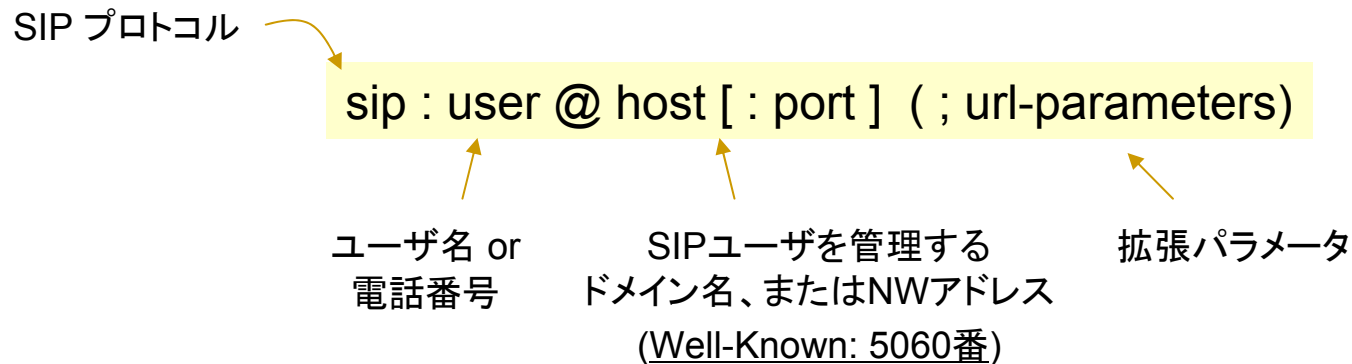 SIP プロトコル
sip : user @ host [ : port ] ( ; url-parameters)
ユーザ名 or
電話番号
SIPユーザを管理する
ドメイン名、またはNWアドレス
(Well-Known: 5060番)
拡張パラメータ